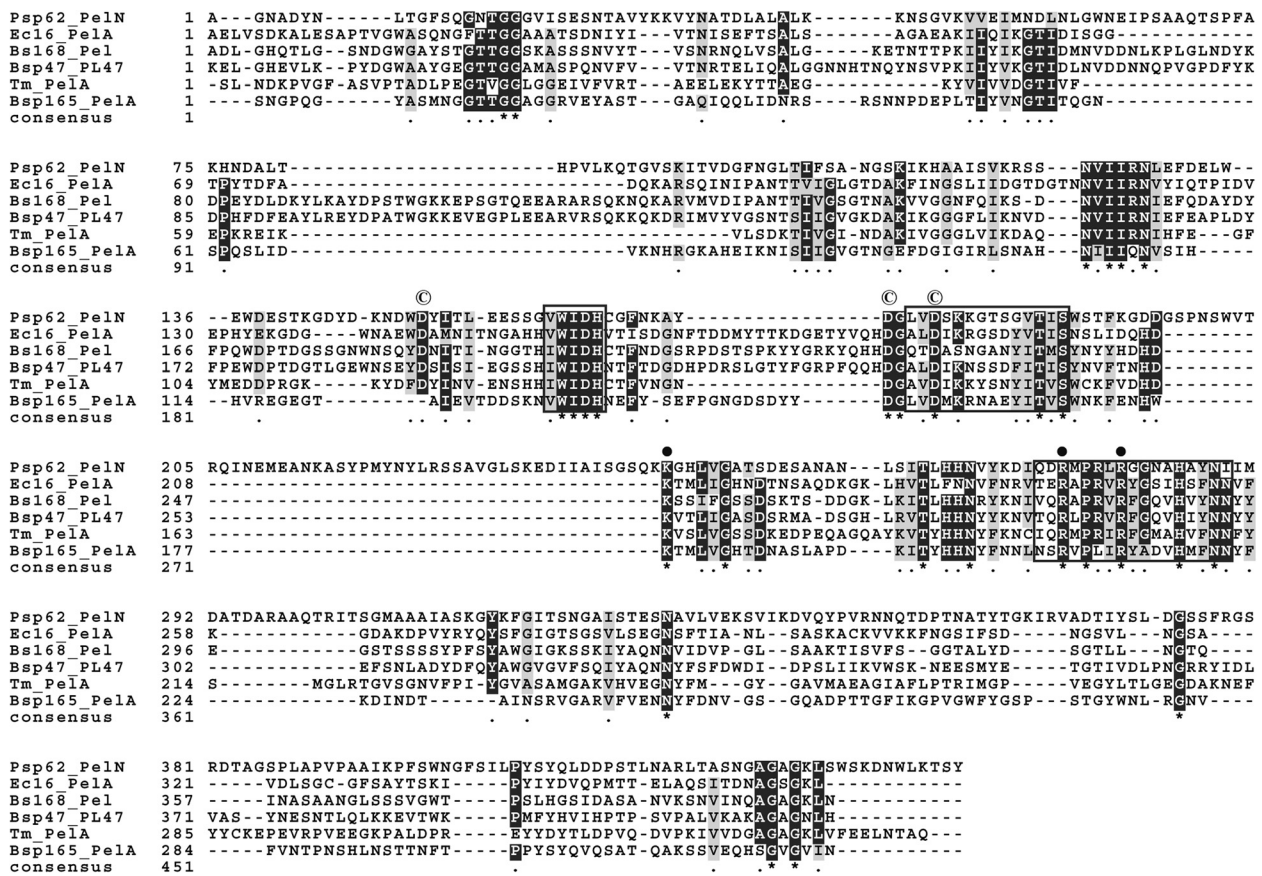 Psp62_PelN 1 A---GNADYN-----LTGFSQGNTGGGVISESNTAVYKKVYNATDLALALK-------KNSGVKVVEIMNDLNLGWNEIPSAAQTSPFA
Ec16_PelA 1 AELVSDKALESAPTVGWASQNGFTTGGAAATSDNIYI---VTNISEFTSALS------AGAEAKIIQIKGTIDISGG------------
Bs168_Pel 1 ADL-GHQTLG--SNDGWGAYSTGTTGGSKASSSNVYT---VSNRNQLVSALG-----KETNTTPKIIYIKGTIDMNVDDNLKPLGLNDYK
Bsp47_PL47 1 KEL-GHEVLK-PYDGWAAYGEGTTGGAMASPQNVFV---VTNRTELIQALGGNNHTNQYNSVPKIIYVKGTIDLNVDDNNQPVGPDFYK
Tm_PelA 1 -SL-NDKPVGF-ASVPTADLPEGTVGGLGGEIVFVRT---AEELEKYTTAEG-------------KYVIVVDGTIVF------------
Bsp165_PelA 1 ----SNGPQG-----YASMNGGTTGGAGGRVEYAST---GAQIQQLIDNRS----RSNNPDEPLTIYVNGTITQGN-------------
consensus 1 . ... ** . . . .. . ...
Psp62_PelN 75 KHNDALT-----------------------HPVLKQTGVSKITVDGFNGLTIFSA-NGSKIKHAAISVKRSS---NVIIRNLEFDELW--
Ec16_PelA 69 TPYTDFA-----------------------------DQKARSQINIPANTTVIGLGTDAKFINGSLIIDGTDGTNNVIIRNVYIQTPIDV
Bs168_Pel 80 DPEYDLDKYLKAYDPSTWGKKEPSGTQEEARARSQKNQKARVMVDIPANTTIVGSGTNAKVVGGNFQIKS-D---NVIIRNIEFQDAYDY
Bsp47_PL47 85 DPHFDFEAYLREYDPATWGKKEVEGPLEEARVRSQKKQKDRIMVYVGSNTSIIGVGKDAKIKGGGFLIKNVD---NVIIRNIEFEAPLDY
Tm_PelA 59 EPKREIK------------------------------VLSDKTIVGI-NDAKIVGGLVIKDAQ---NVIIRNIHFE--GF
Bsp165_PelA 61 SPQSLID-----------------------------VKNHRGKAHEIKNISIIGVGTNGEFDGIGIRLSNAH---NIIIQNVSIH-----
consensus 91 . . .... .. . *.**.*.
Psp62_PelN 136 --EWDESTKGDYD-KNDWDYITL-EESSGVWIDHCGFNKAY-----------------DGLVDSKKGTSGVTISWSTFKGDDGSPNSWVT
Ec16_PelA 130 EPHYEKGDG----WNAEWDAMNITNGAHHVWIDHVTISDGNFTDDMYTTKDGETYVQHDGALDIKRGSDYVTISNSLIDQHD--------
Bs168_Pel 166 FPQWDPTDGSSGNWNSQYDNITI-NGGTHIWIDHCTFNDGSRPDSTSPKYYGRKYQHHDGQTDASNGANYITMSYNYYHDHD--------
Bsp47_PL47 172 FPEWDPTDGTLGEWNSEYDSISI-EGSSHIWIDHNTFTDGDHPDRSLGTYFGRPFQQHDGALDIKNSSDFITISYNVFTNHD--------
Tm_PelA 104 YMEDDPRGK----KYDFDYINV-ENSHHIWIDHCTFVNGN-----------------DGAVDIKKYSNYITVSWCKFVDHD--------
Bsp165_PelA 114 --HVREGEGT------AIEVTDDSKNVWIDHNEFY-SEFPGNGDSDYY-------DGLVDMKRNAEYITVSWNKFENHW--------
consensus 181 . .. . . .**** . . ** . ..*.* . ..
Ⓒ Ⓒ Ⓒ
Psp62_PelN 205 RQINEMEANKASYPMYNYLRSSAVGLSKEDIIAISGSQKKGHLVGATSDESANAN---LSITLHHNVYKDIQDRMPRLRGGNAHAYNIIM
Ec16_PelA 208 ---------------------------------------KTMLIGHNDTNSAQDKGK-LHVTLFNNVFNRVTERAPRVRYGSIHSFNNVF
Bs168_Pel 247 ---------------------------------------KSSIFGSSDSKTS-DDGK-LKITLHHNRYKNIVQRAPRVRFGQVHVYNNYY
Bsp47_PL47 253 ---------------------------------------KVTLIGASDSRMA-DSGH-LRVTLHHNYYKNVTQRLPRVRFGQVHIYNNYY
Tm_PelA 163 ---------------------------------------KVSLVGSSDKEDPEQAGQAYKVTYHHNYFKNCIQRMPRIRFGMAHVFNNFY
Bsp165_PelA 177 ---------------------------------------KTMLVGHTDNASLAPD---KITYHHNYFNNLNSRVPLIRYADVHMFNNYF
consensus 271 * .. * .. ..* * . . * * .*.. * .. .
● ● ●
Psp62_PelN 292 DATDARAAQTRITSGMAAAIASKGYKFGITSNGAISTESNAVLVEKSVIKDVQYPVRNNQTDPTNATYTGKIRVADTIYSL-DGSSFRGS
Ec16_PelA 258 K------------GDAKDPVYRYQYSFGIGTSGSVLSEGNSFTIA-NL--SASKACKVVKKFNGSIFSD-----NGSVL--NGSA-----
Bs168_Pel 296 E------------GSTSSSSYPFSYAWGIGKSSKIYAQNNVIDVP-GL--SAAKTISVFS--GGTALYD-----SGTLL--NGTQ-----
Bsp47_PL47 302 ------------EFSNLADYDFQYAWGVGVFSQIYAQNNYFSFDWDI--DPSLIIKVWSK-NEESMYE-----TGTIVDLPNGRRYIDL
Tm_PelA 214 S--------MGLRTGVSGNVFPI-YGVASAMGAKVHVEGNYFM---GY---GAVMAEAGIAFLPTRIMGP-----VEGYLTLGEGDAKNEF
Bsp165_PelA 224 ------------KDINDT------AINSRVGARVFVENNYFDNV-GS---GQADPTTGFIKGPVGWFYGSP---STGYWNL-RGNV----
consensus 361 . . . * *
Psp62_PelN 381 RDTAGSPLAPVPAAIKPFSWNGFSILPYSYQLDDPSTLNARLTASNGAGAGKLSWSKDNWLKTSY
Ec16_PelA 321 -----VDLSGC-GFSAYTSKI-----PYIYDVQPMTT-ELAQSITDNAGSGKL------------
Bs168_Pel 357 -----INASAANGLSSSVGWT-----PSLHGSIDASA-NVKSNVINQAGAGKLN-----------
Bsp47_PL47 371 VAS--YNESNTLQLKKEVTWK-----PMFYHVIHPTP-SVPALVKAKAGAGNLH-----------
Tm_PelA 285 YYCKEPEVRPVEEGKPALDPR-----EYYDYTLDPVQ-DVPKIVVDGAGAGKLVFEELNTAQ---
Bsp165_PelA 284 -----FVNTPNSHLNSTTNFT-----PPYSYQVQSAT-QAKSSVEQHSGVGVIN-----------
consensus 451 . . .* * .